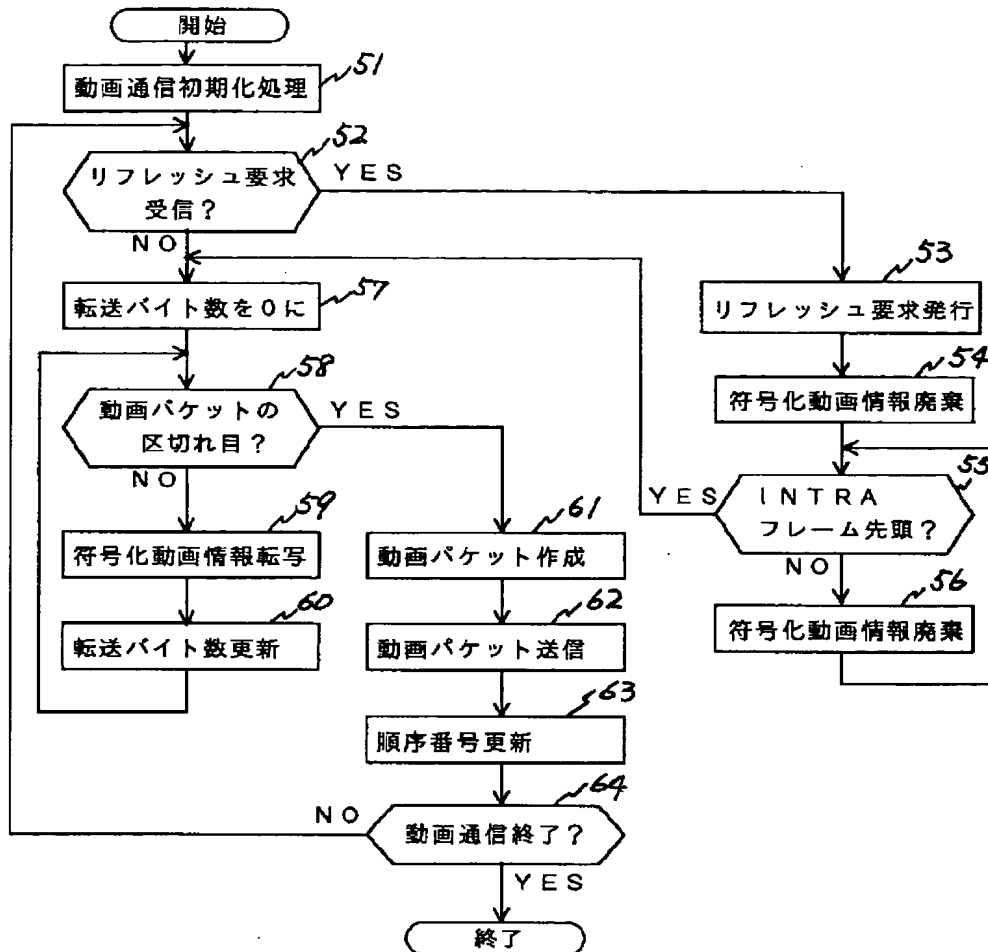 開始
51
動画通信初期化処理
52
リフレッシュ要求
受信？
YES
NO
53
リフレッシュ要求発行
57
転送バイト数を０に
54
符号化動画情報廃棄
58
動画パケットの
区切れ目？
YES
NO
55
INTRA
フレーム先頭？
YES
NO
59
符号化動画情報転写
61
動画パケット作成
56
符号化動画情報廃棄
60
転送バイト数更新
62
動画パケット送信
63
順序番号更新
64
動画通信終了？
NO
YES
終了